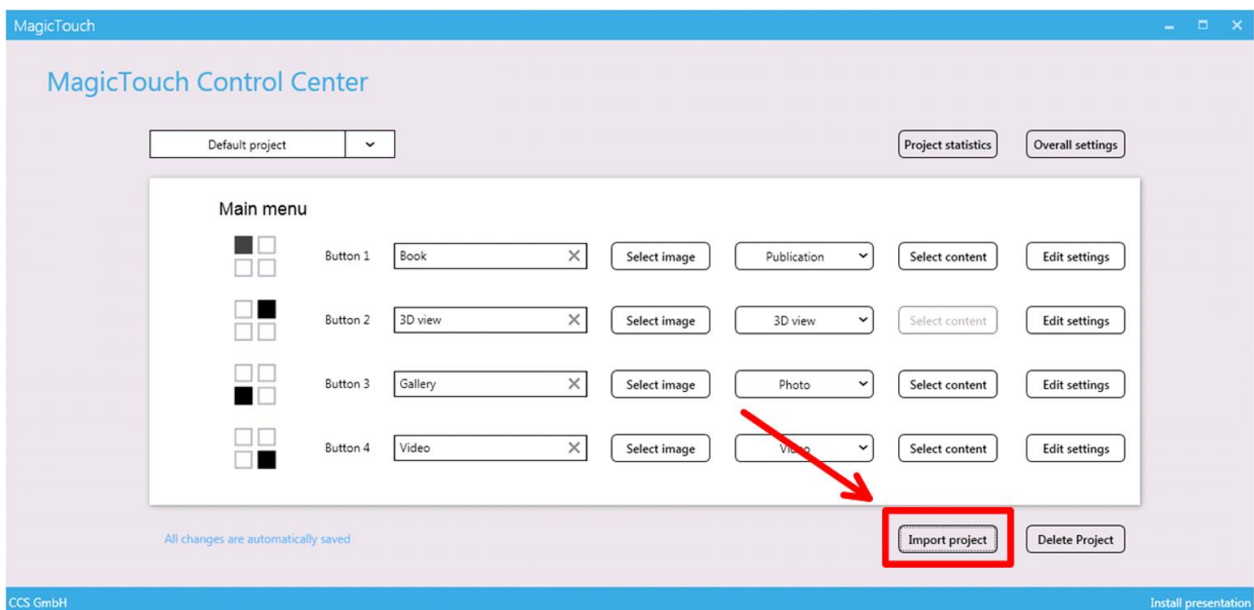 MagicTouch
MagicTouch Control Center
Default project
Project statistics
Overall settings
Main menu
Button 1 Book Select image Publication Select content Edit settings
Button 2 3D view Select image 3D view Select content Edit settings
Button 3 Gallery Select image Photo Select content Edit settings
Button 4 Video Select image Video Select content Edit settings
All changes are automatically saved
Import project
Delete Project
CCS GmbH
Install presentation